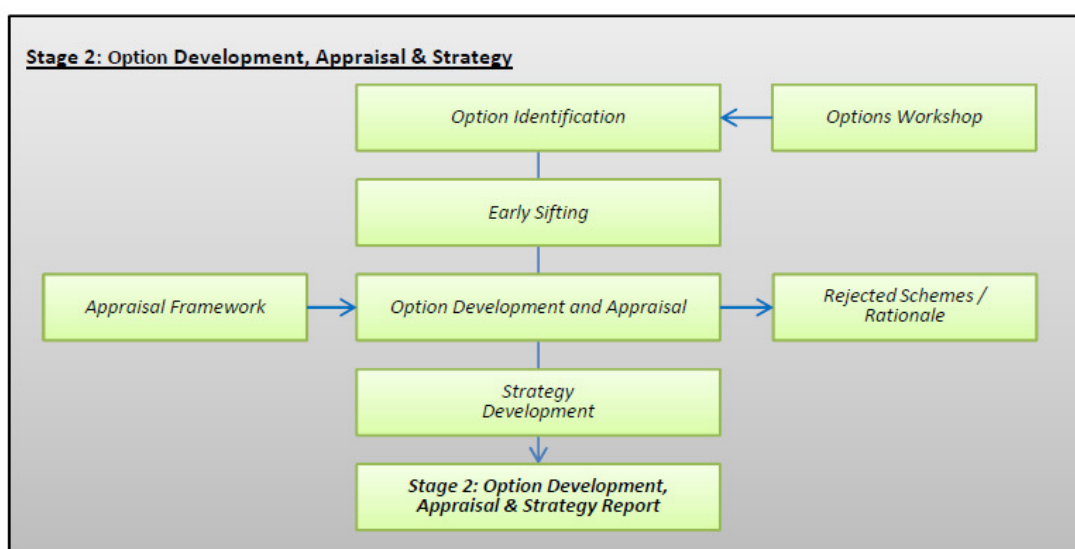 Stage 2: Option Development, Appraisal & Strategy
Option Identification
Options Workshop
Early Sifting
Appraisal Framework
Option Development and Appraisal
Rejected Schemes /
Rationale
Strategy
Development
Stage 2: Option Development,
Appraisal & Strategy Report